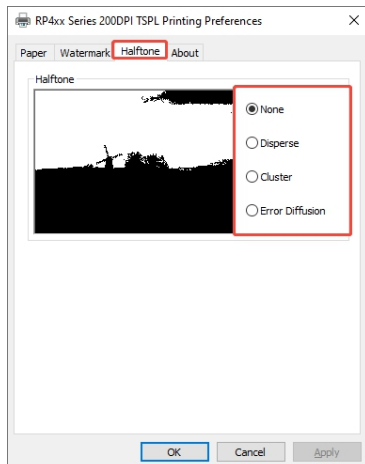 RP4xx Series 200DPI TSPL Printing Preferences
Paper Watermark Halftone About
Halftone
None
Disperse
Cluster
Error Diffusion
OK Cancel Apply